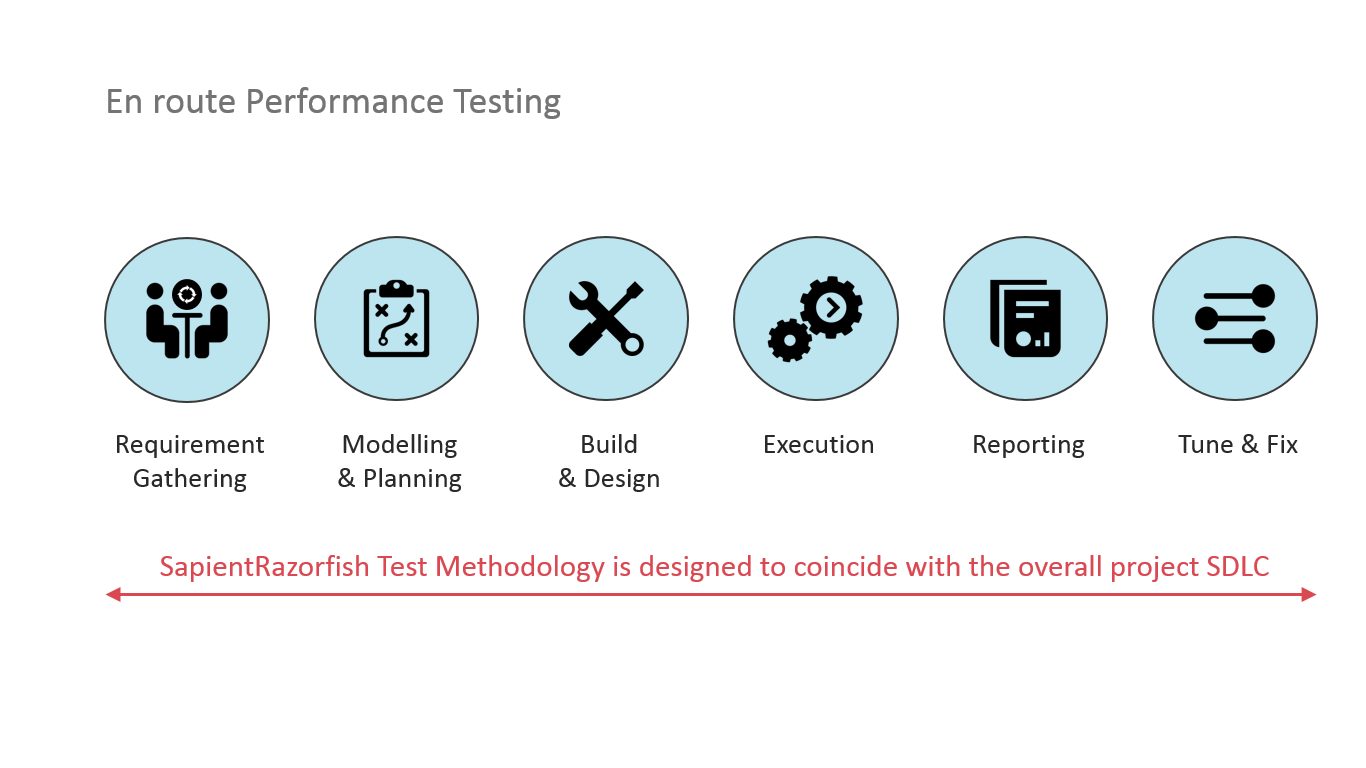 En route Performance Testing
Requirement
Gathering
Modelling
& Planning
Build
& Design
Execution
Reporting
Tune & Fix
SapientRazorfish Test Methodology is designed to coincide with the overall project SDLC